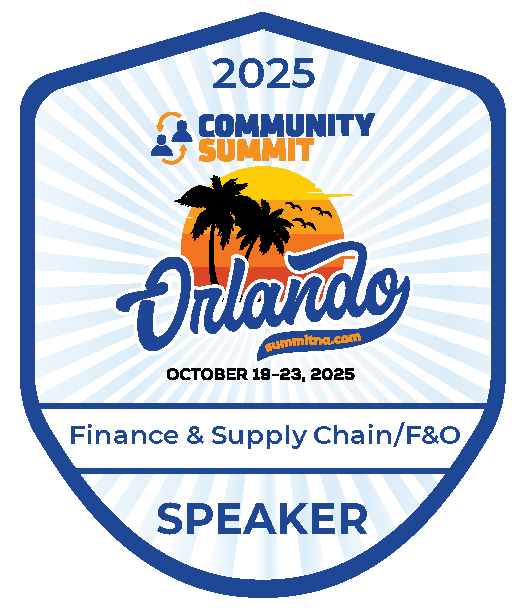 2025
COMMUNITY
SUMMIT
Orlando
summitna.com
OCTOBER 19-23, 2025
Finance & Supply Chain/F&O
SPEAKER